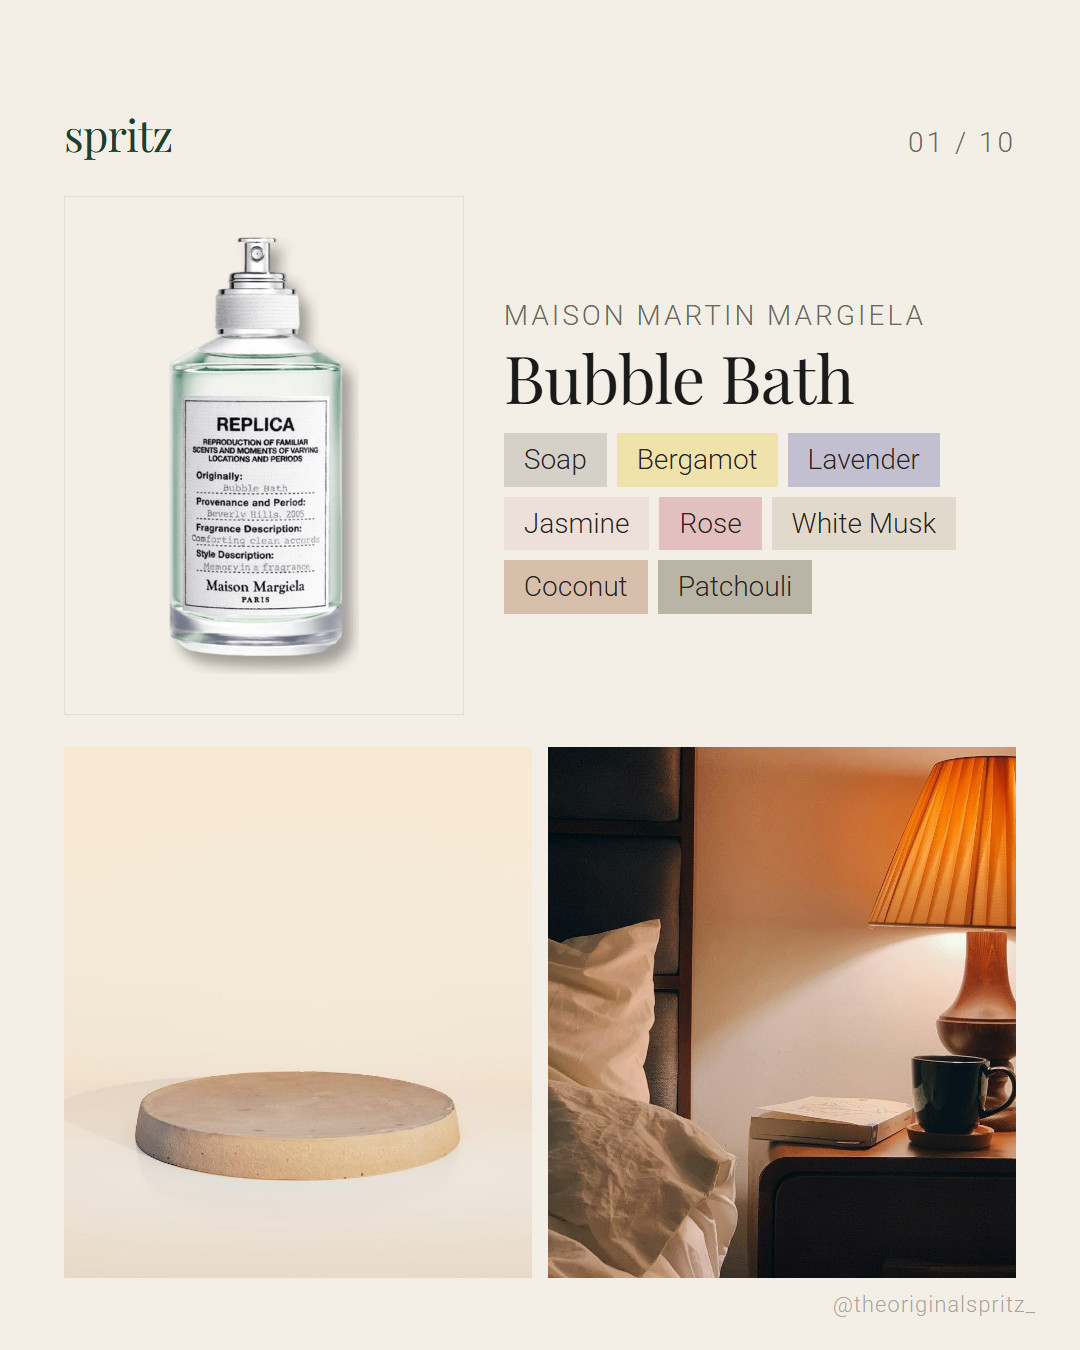 spritz
01 / 10
REPLICA
REPRODUCTION OF FAMILIAR
SCENTS AND MOMENTS OF VARYING
LOCATIONS AND PERIODS
Originally:
Bubble Bath
Provenance and Period:
Beverly Hills, 2005
Fragrance Description:
Comforting clean accords
Style Description:
Memory in a fragrance
Maison Margiela
PARIS
MAISON MARTIN MARGIELA
Bubble Bath
Soap Bergamot Lavender
Jasmine Rose White Musk
Coconut Patchouli
@theoriginalspritz_